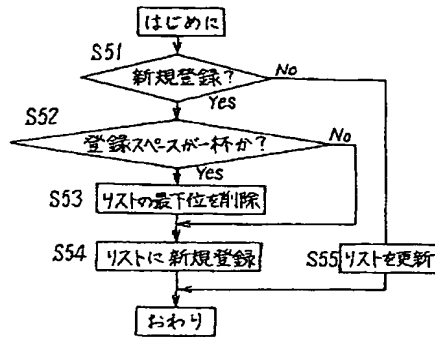 はじめに
S51
新規登録?
No
Yes
S52
登録スペースが一杯か?
No
Yes
S53
リストの最下位を削除
S54
リストに新規登録
S55
リストを更新
おわり